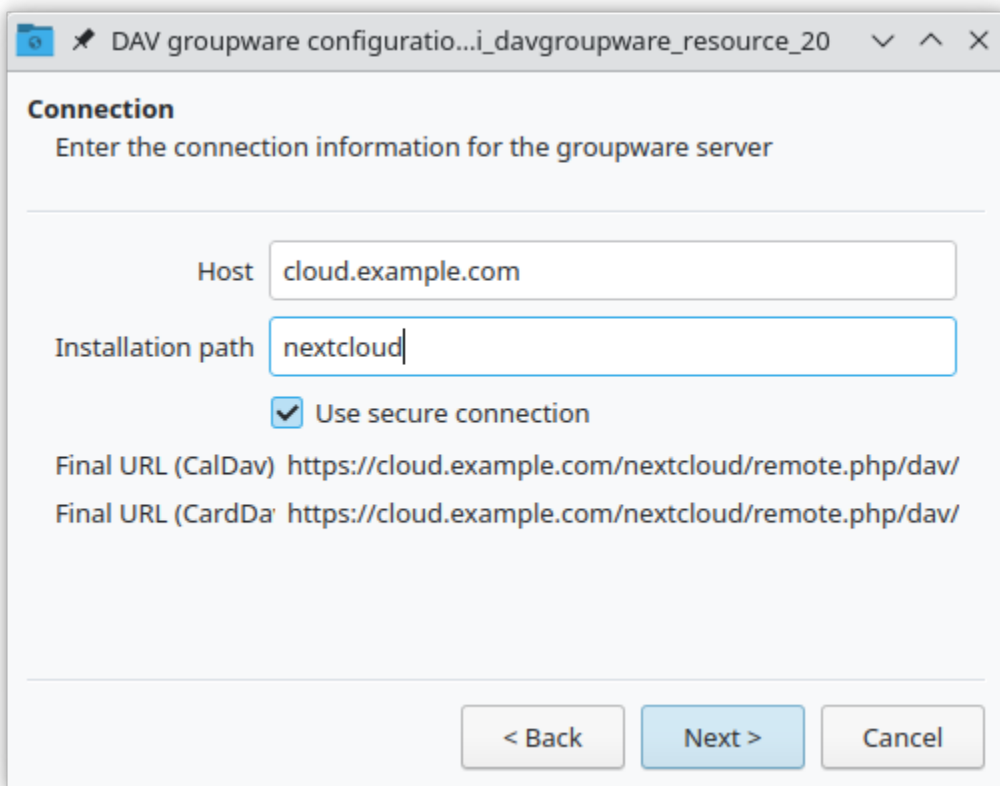 DAV groupware configuratio...i_davgroupware_resource_20
Connection
Enter the connection information for the groupware server
Host cloud.example.com
Installation path nextcloud
Use secure connection
Final URL (CalDav) https://cloud.example.com/nextcloud/remote.php/dav/
Final URL (CardDa https://cloud.example.com/nextcloud/remote.php/dav/
< Back Next > Cancel